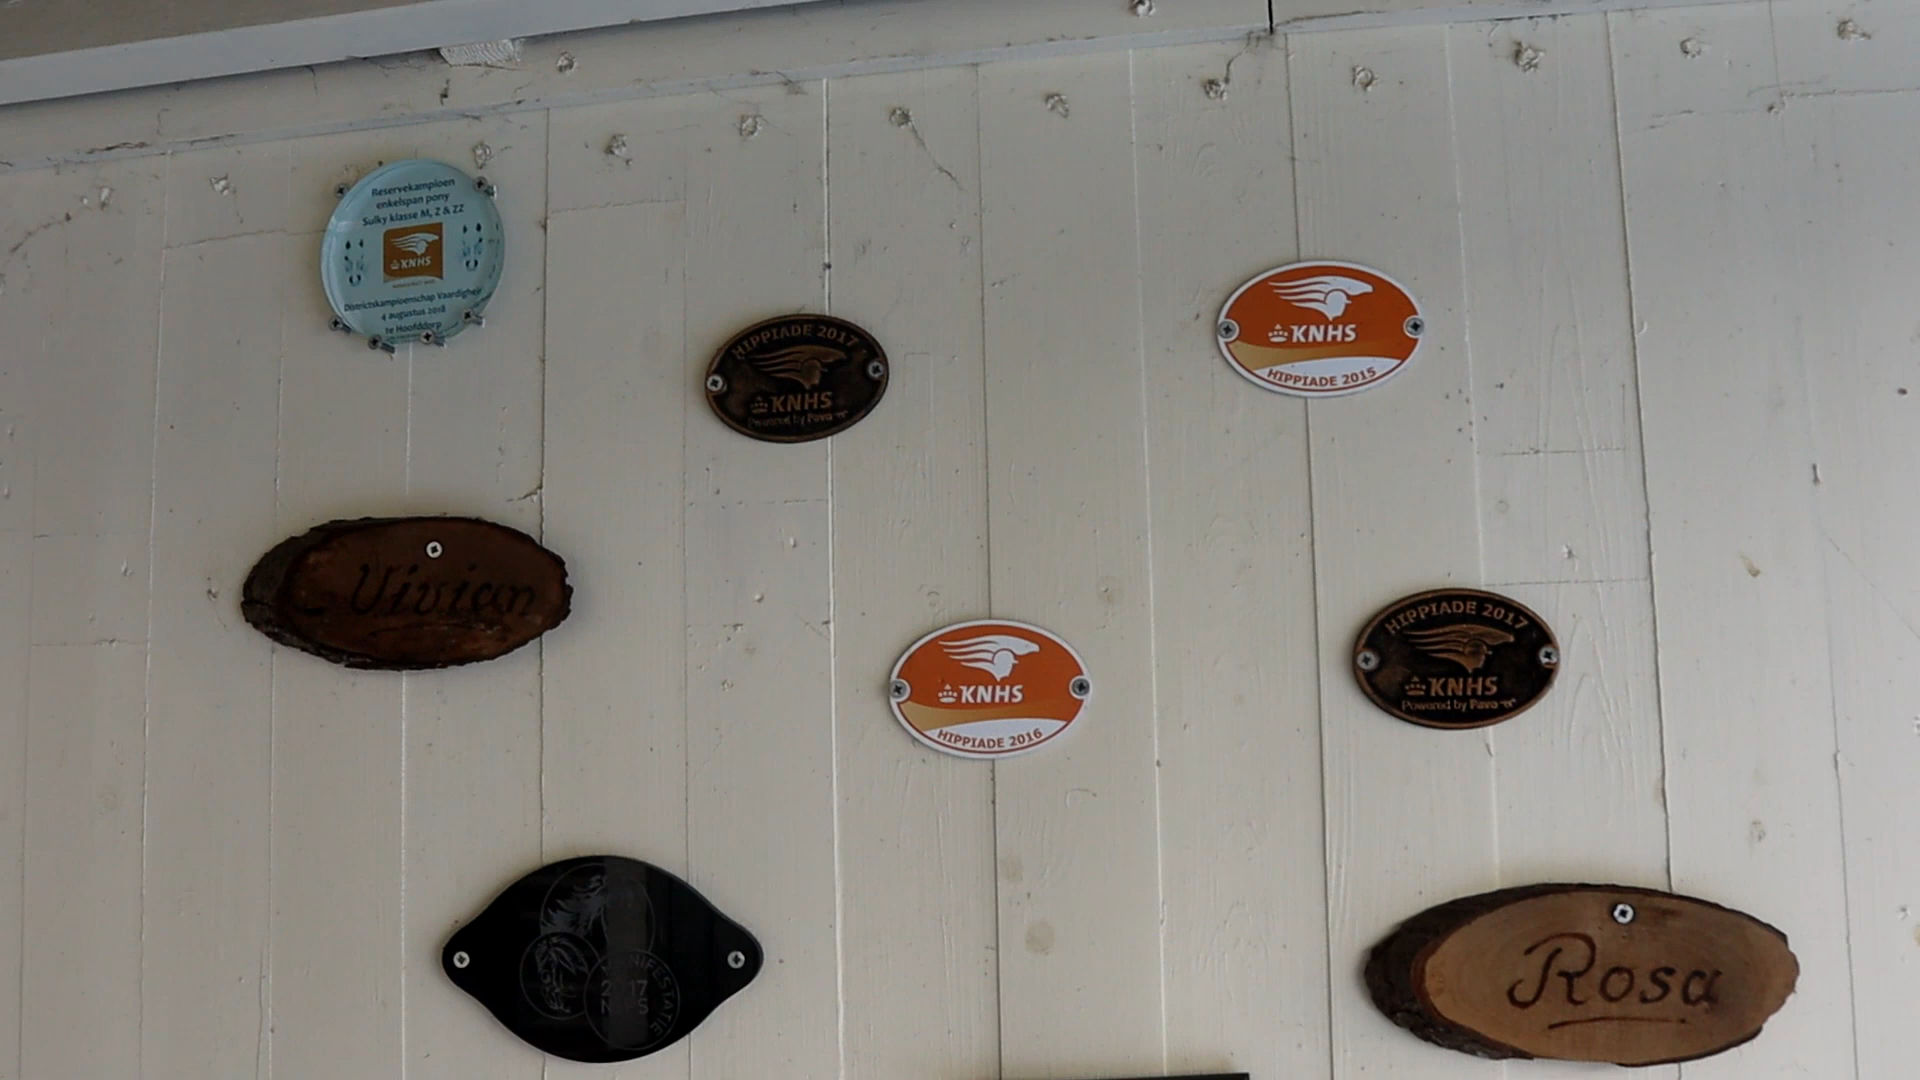 Reservekampioen
enkelspan pony
Sulky klasse M, Z & ZZ
KNHS
Districtskampioenschap Vaardigheid
4 augustus 2018
te Hoofddorp
HIPPIADE 2017
KNHS
Powered by Pavo
KNHS
HIPPIADE 2015
Vivian
KNHS
HIPPIADE 2016
HIPPIADE 2017
KNHS
Powered by Pavo
2017
Rosa